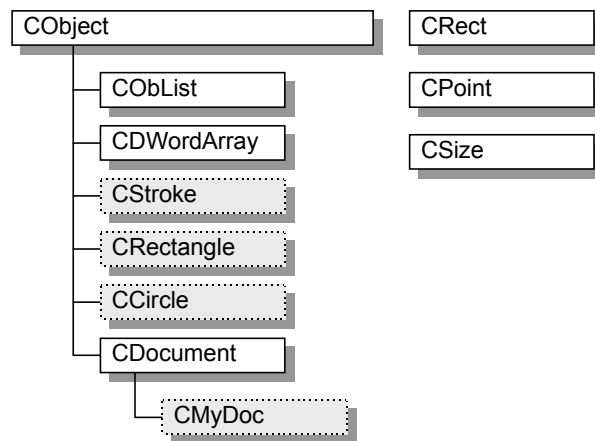 CObject
CObList
CDWordArray
CStroke
CRectangle
CCircle
CDocument
CMyDoc
CRect
CPoint
CSize